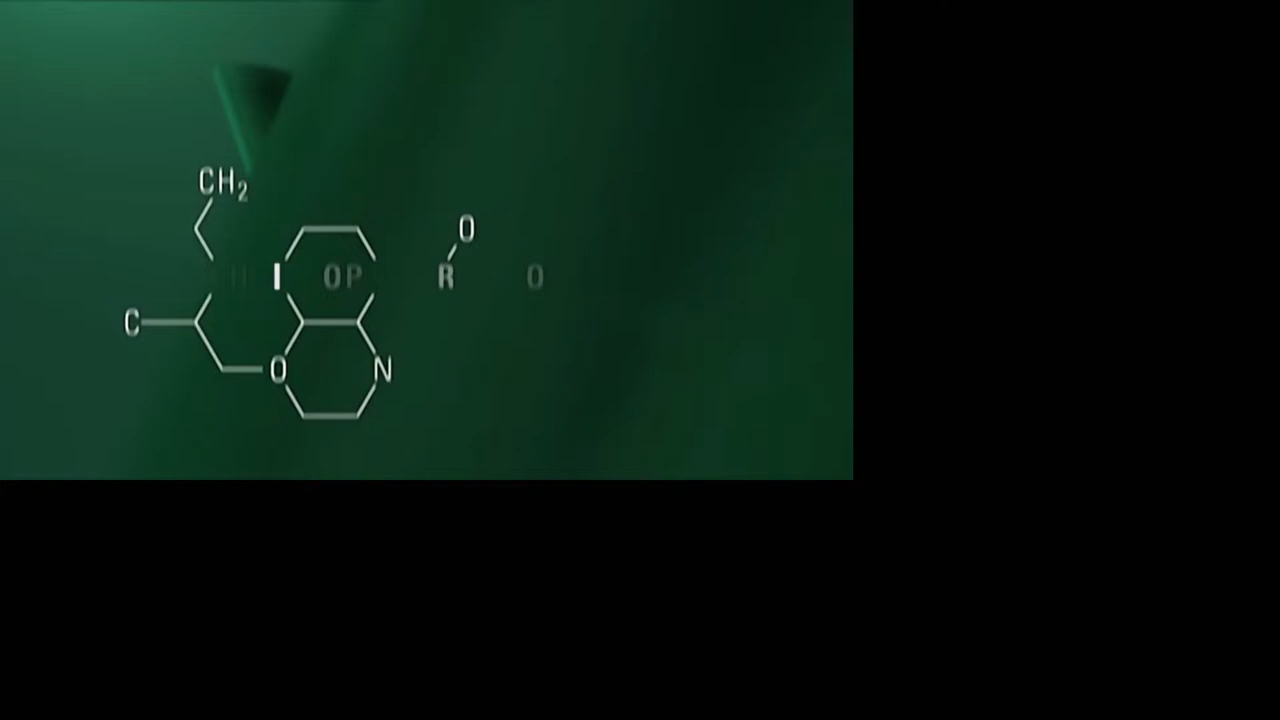 CH₂
O
H I OP R O
C
O N